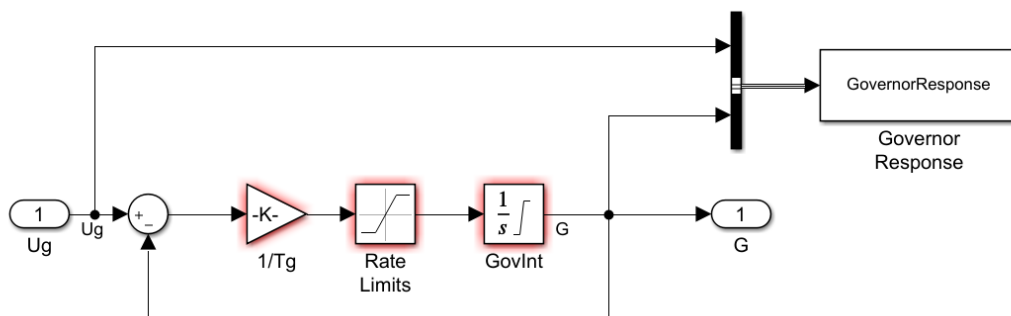 GovernorResponse
Governor
Response
1
Ug
Ug
+
−
-K-
1/Tg
Rate
Limits
1
s
GovInt
G
1
G